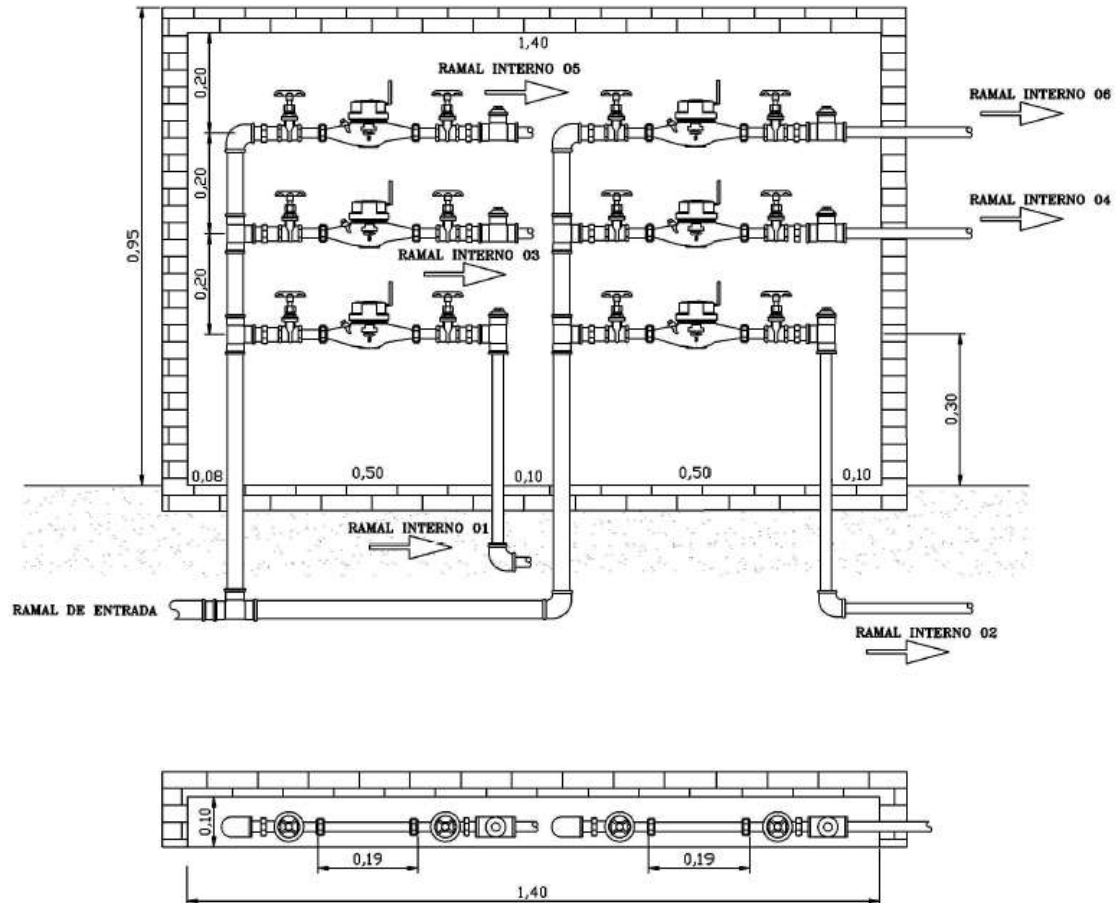 1,40
RAMAL INTERNO 05
RAMAL INTERNO 06
0,20
0,20
RAMAL INTERNO 04
0,95
RAMAL INTERNO 03
0,20
0,30
0,08
0,50
0,10
0,50
0,10
RAMAL INTERNO 01
RAMAL DE ENTRADA
RAMAL INTERNO 02
0,10
0,19
0,19
1,40